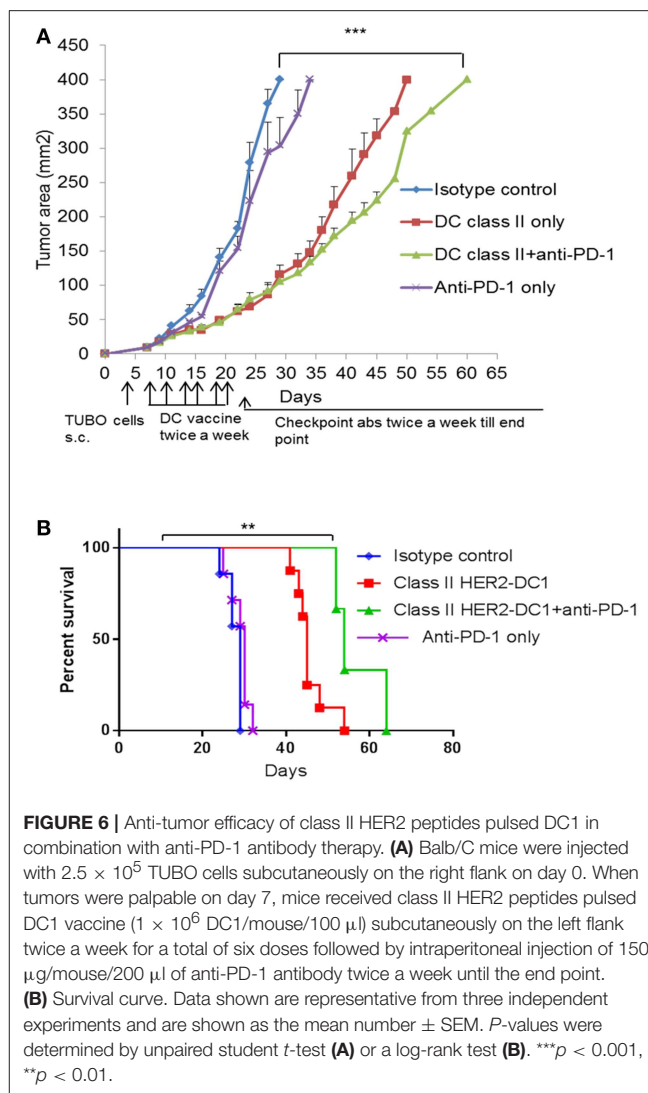 A
***
450
400
350
300
250
200
150
100
50
0
Tumor area (mm2)
Isotype control
DC class II only
DC class II+anti-PD-1
Anti-PD-1 only
0 5 10 15 20 25 30 35 40 45 50 55 60 65
Days
TUBO cells
s.c.
DC vaccine
twice a week
Checkpoint abs twice a week till end
point
B
**
100
50
0
Percent survival
Isotype control
Class II HER2-DC1
Class II HER2-DC1+anti-PD-1
Anti-PD-1 only
0 20 40 60 80
Days
FIGURE 6 | Anti-tumor efficacy of class II HER2 peptides pulsed DC1 in
combination with anti-PD-1 antibody therapy. (A) Balb/C mice were injected
with 2.5 × 10⁵ TUBO cells subcutaneously on the right flank on day 0. When
tumors were palpable on day 7, mice received class II HER2 peptides pulsed
DC1 vaccine (1 × 10⁶ DC1/mouse/100 μl) subcutaneously on the left flank
twice a week for a total of six doses followed by intraperitoneal injection of 150
μg/mouse/200 μl of anti-PD-1 antibody twice a week until the end point.
(B) Survival curve. Data shown are representative from three independent
experiments and are shown as the mean number ± SEM. P-values were
determined by unpaired student t-test (A) or a log-rank test (B). ***p < 0.001,
**p < 0.01.